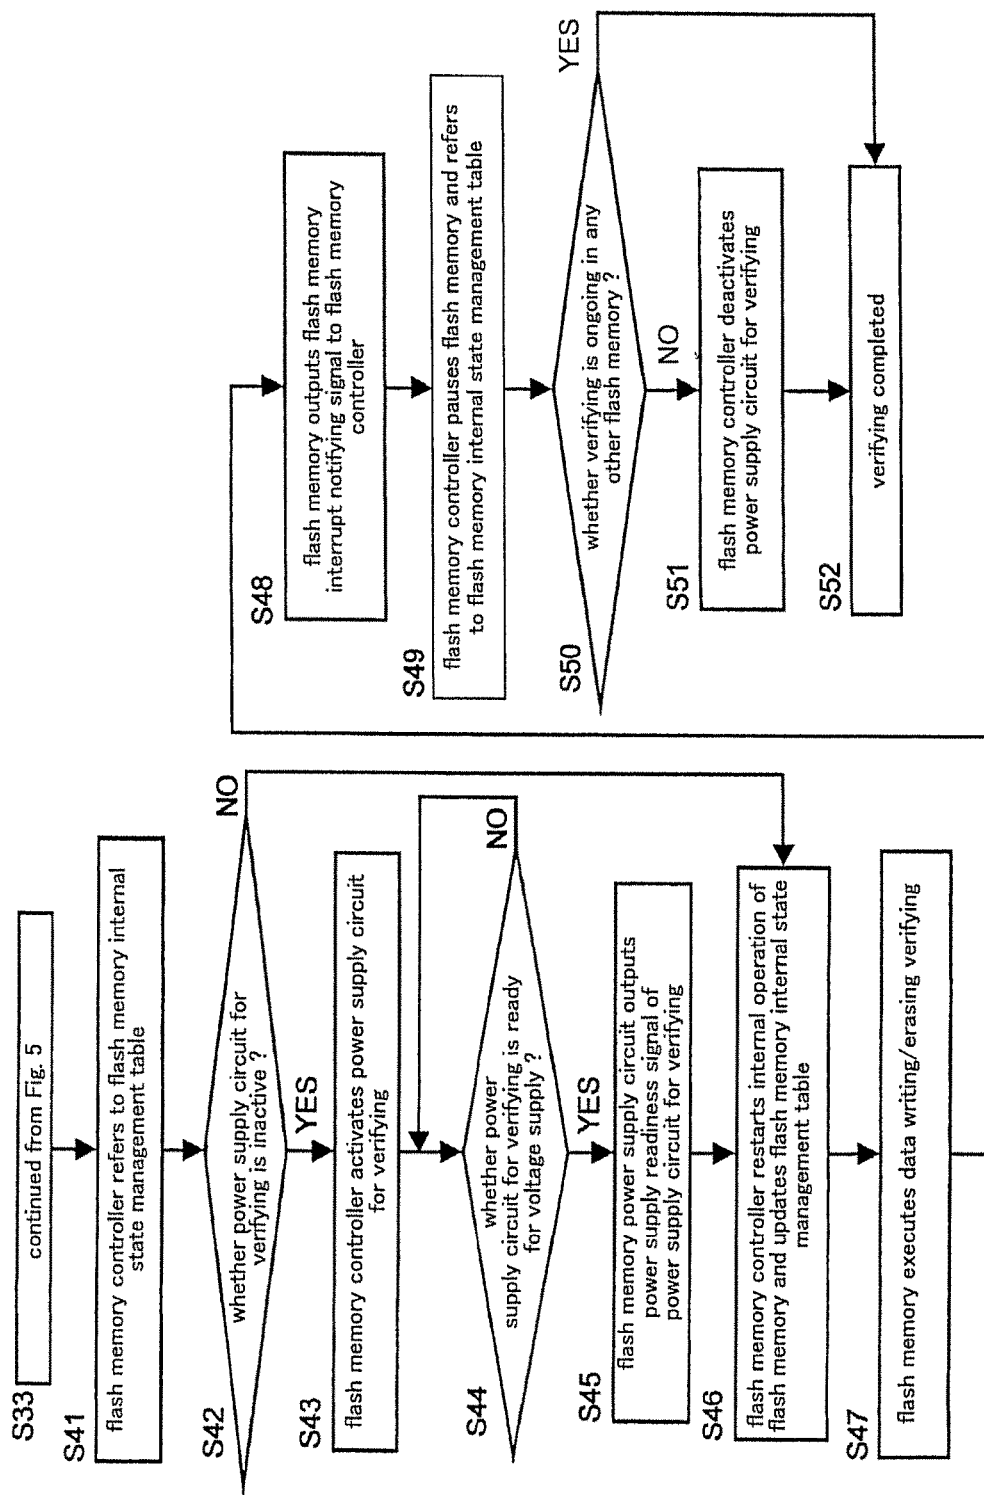 S33
continued from Fig. 5
S41
flash memory controller refers to flash memory internal
state management table
S42
whether power supply circuit for
verifying is inactive ?
NO
YES
S43
flash memory controller activates power supply circuit
for verifying
S44
whether power
supply circuit for verifying is ready
for voltage supply ?
NO
YES
S45
flash memory power supply circuit outputs
power supply readiness signal of
power supply circuit for verifying
S46
flash memory controller restarts internal operation of
flash memory and updates flash memory internal state
management table
S47
flash memory executes data writing/erasing verifying
S48
flash memory outputs flash memory
interrupt notifying signal to flash memory
controller
S49
flash memory controller pauses flash memory and refers
to flash memory internal state management table
S50
whether verifying is ongoing in any
other flash memory ?
YES
NO
S51
flash memory controller deactivates
power supply circuit for verifying
S52
verifying completed